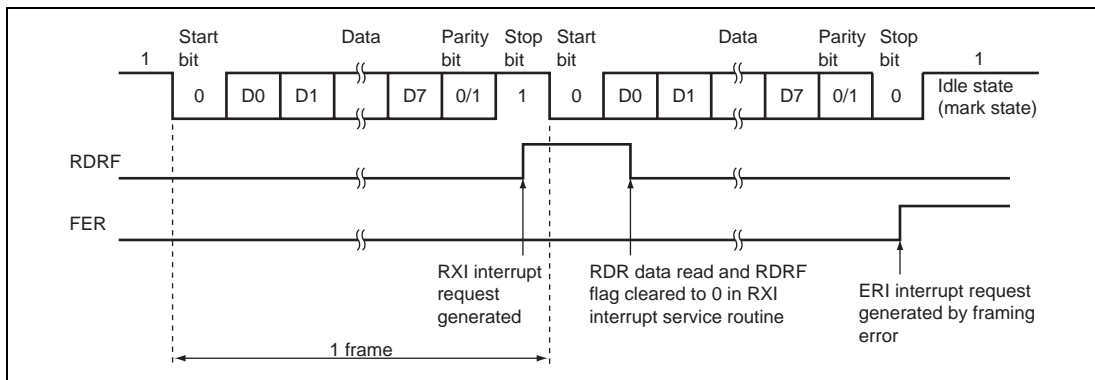 Start bit
Data
Parity bit
Stop bit
Start bit
Data
Parity bit
Stop bit
1
1
0
D0
D1
D7
0/1
1
0
D0
D1
D7
0/1
0
Idle state
(mark state)
RDRF
FER
RXI interrupt
request
generated
RDR data read and RDRF
flag cleared to 0 in RXI
interrupt service routine
ERI interrupt request
generated by framing
error
1 frame